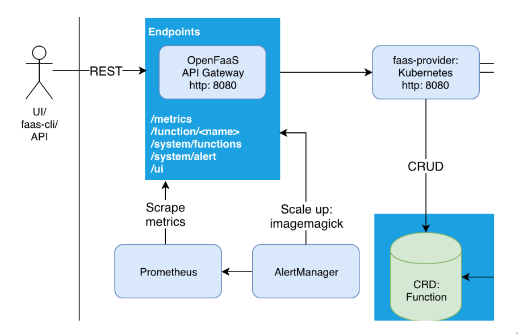 Endpoints
OpenFaaS
API Gateway
http: 8080
faas-provider:
Kubernetes
http: 8080
REST
UI/
faas-cli/
API
/metrics
/function/<name>
/system/functions
/system/alert
/ui
CRUD
Scrape
metrics
Scale up:
imagemagick
Prometheus
AlertManager
CRD:
Function